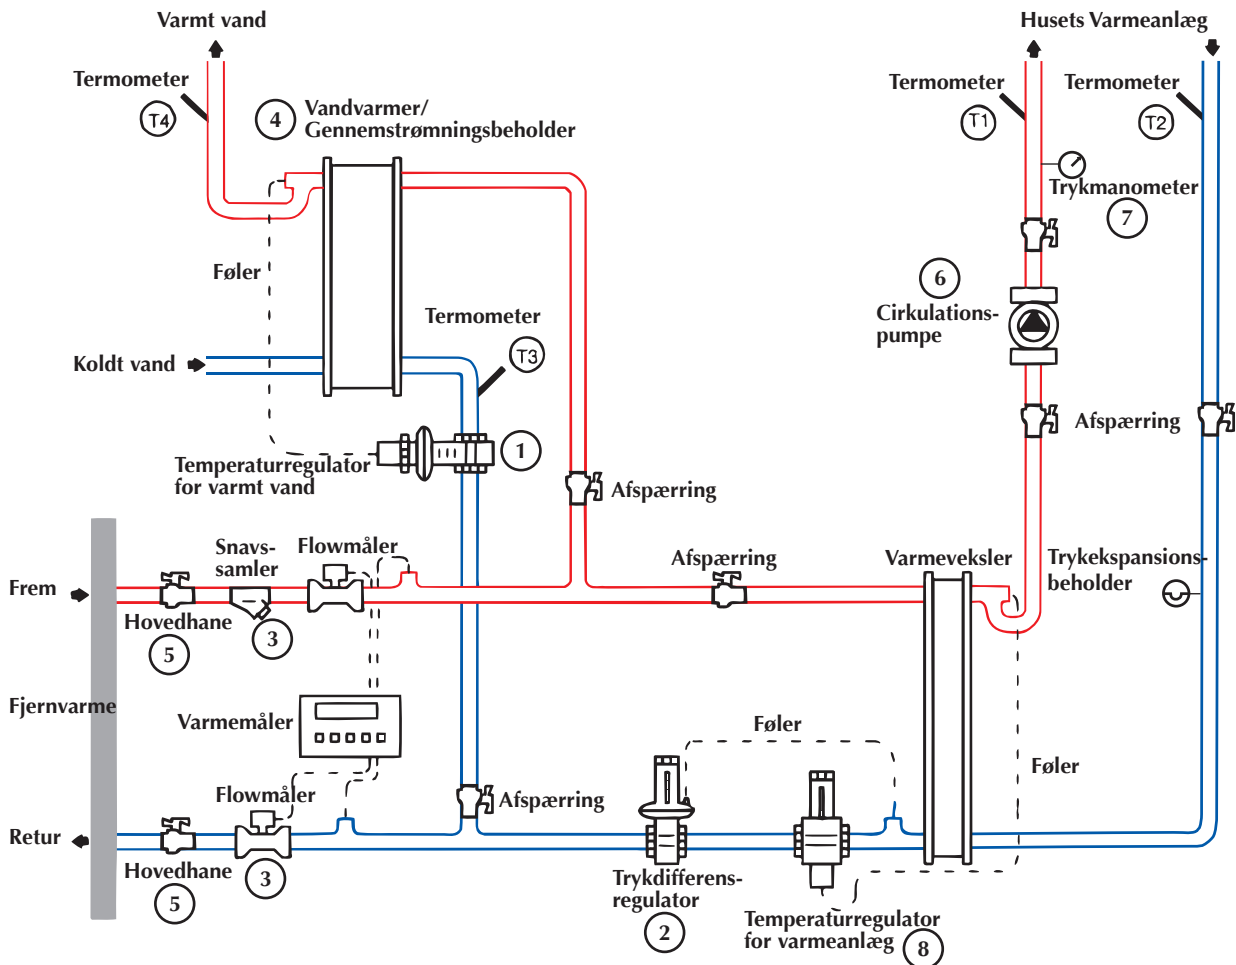 Varmt vand
Husets Varmeanlæg
Termometer
T4
4
Vandvarmer/
Gennemstrømningsbeholder
Termometer
T1
Termometer
T2
Trykmanometer
7
Føler
6
Cirkulations-
pumpe
Termometer
T3
Koldt vand
1
Temperaturregulator
for varmt vand
Afspærring
Afspærring
Snavs-
samler
Flowmåler
Afspærring
Varmeveksler
Trykekspansions-
beholder
Frem
Hovedhane
5
3
Fjernvarme
Varmemåler
Føler
Føler
Flowmåler
Afspærring
Retur
Hovedhane
5
3
Trykdifferens-
regulator
2
Temperaturregulator
for varmeanlæg
8